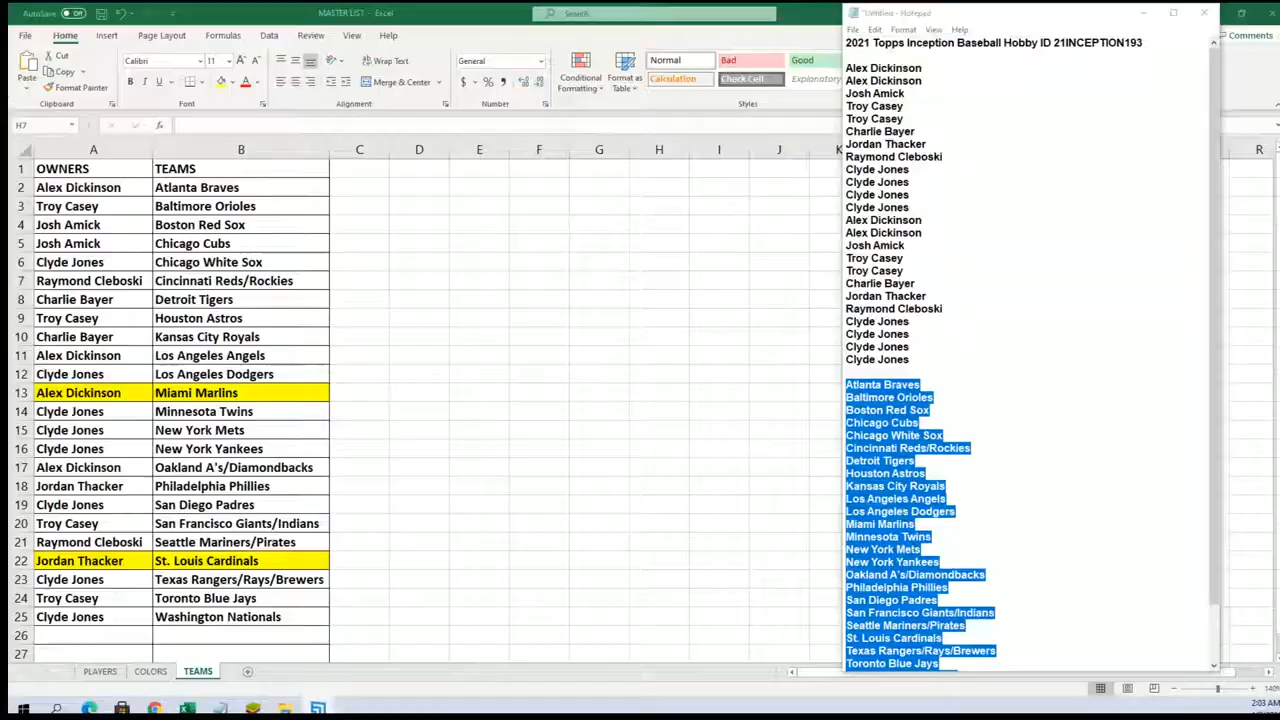 AutoSave Off MASTER LIST - Excel Search
File Home Insert Page Layout Formulas Data Review View Help Comments
Cut
Copy
Format Painter
Paste
Calibri 11
B I U
Wrap Text
Merge & Center
General
$ % ,
Conditional Formatting
Format as Table
Normal Bad Good
Calculation Check Cell Explanatory
Clipboard Font Alignment Number Styles
H7 fx
A B C D E F G H I J K R
1 OWNERS TEAMS
2 Alex Dickinson Atlanta Braves
3 Troy Casey Baltimore Orioles
4 Josh Amick Boston Red Sox
5 Josh Amick Chicago Cubs
6 Clyde Jones Chicago White Sox
7 Raymond Cleboski Cincinnati Reds/Rockies
8 Charlie Bayer Detroit Tigers
9 Troy Casey Houston Astros
10 Charlie Bayer Kansas City Royals
11 Alex Dickinson Los Angeles Angels
12 Clyde Jones Los Angeles Dodgers
13 Alex Dickinson Miami Marlins
14 Clyde Jones Minnesota Twins
15 Clyde Jones New York Mets
16 Clyde Jones New York Yankees
17 Alex Dickinson Oakland A's/Diamondbacks
18 Jordan Thacker Philadelphia Phillies
19 Clyde Jones San Diego Padres
20 Troy Casey San Francisco Giants/Indians
21 Raymond Cleboski Seattle Mariners/Pirates
22 Jordan Thacker St. Louis Cardinals
23 Clyde Jones Texas Rangers/Rays/Brewers
24 Troy Casey Toronto Blue Jays
25 Clyde Jones Washington Nationals
26
27
PLAYERS COLORS TEAMS
*Untitled - Notepad
File Edit Format View Help
2021 Topps Inception Baseball Hobby ID 21INCEPTION193
Alex Dickinson
Alex Dickinson
Josh Amick
Troy Casey
Troy Casey
Charlie Bayer
Jordan Thacker
Raymond Cleboski
Clyde Jones
Clyde Jones
Clyde Jones
Clyde Jones
Alex Dickinson
Alex Dickinson
Josh Amick
Troy Casey
Troy Casey
Charlie Bayer
Jordan Thacker
Raymond Cleboski
Clyde Jones
Clyde Jones
Clyde Jones
Clyde Jones
Atlanta Braves
Baltimore Orioles
Boston Red Sox
Chicago Cubs
Chicago White Sox
Cincinnati Reds/Rockies
Detroit Tigers
Houston Astros
Kansas City Royals
Los Angeles Angels
Los Angeles Dodgers
Miami Marlins
Minnesota Twins
New York Mets
New York Yankees
Oakland A's/Diamondbacks
Philadelphia Phillies
San Diego Padres
San Francisco Giants/Indians
Seattle Mariners/Pirates
St. Louis Cardinals
Texas Rangers/Rays/Brewers
Toronto Blue Jays
2:03 AM